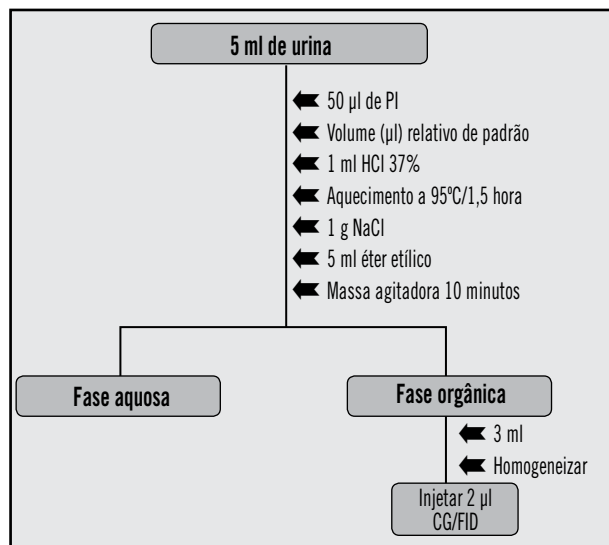 5 ml de urina
50 µl de PI
Volume (µl) relativo de padrão
1 ml HCl 37%
Aquecimento a 95ºC/1,5 hora
1 g NaCl
5 ml éter etílico
Massa agitadora 10 minutos
Fase aquosa
Fase orgânica
3 ml
Homogeneizar
Injetar 2 µl
CG/FID